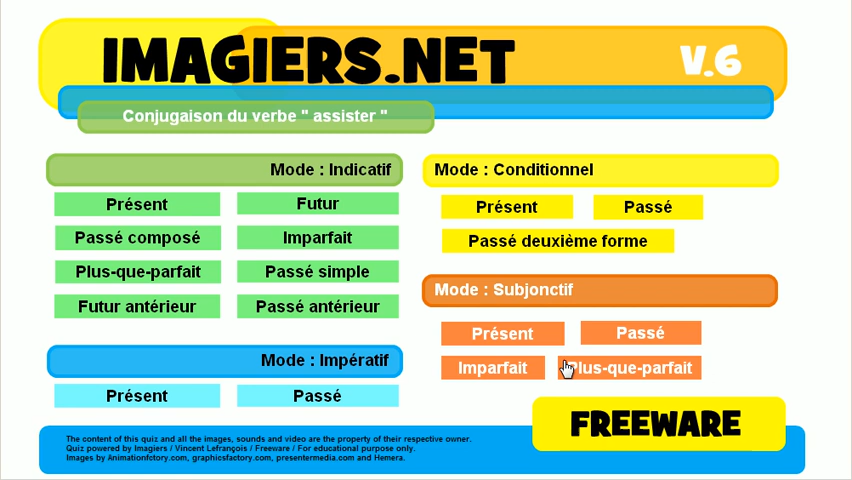 IMAGIERS.NET
V.6
Conjugaison du verbe " assister "
Mode : Indicatif
Présent
Futur
Passé composé
Imparfait
Plus-que-parfait
Passé simple
Futur antérieur
Passé antérieur
Mode : Impératif
Présent
Passé
Mode : Conditionnel
Présent
Passé
Passé deuxième forme
Mode : Subjonctif
Présent
Passé
Imparfait
Plus-que-parfait
FREEWARE
The content of this quiz and all the images, sounds and video are the property of their respective owner.
Quiz powered by Imagiers / Vincent Lefrançois / Freeware / For educational purpose only.
Images by Animationfctory.com, graphicsfactory.com, presentermedia.com and Hemera.